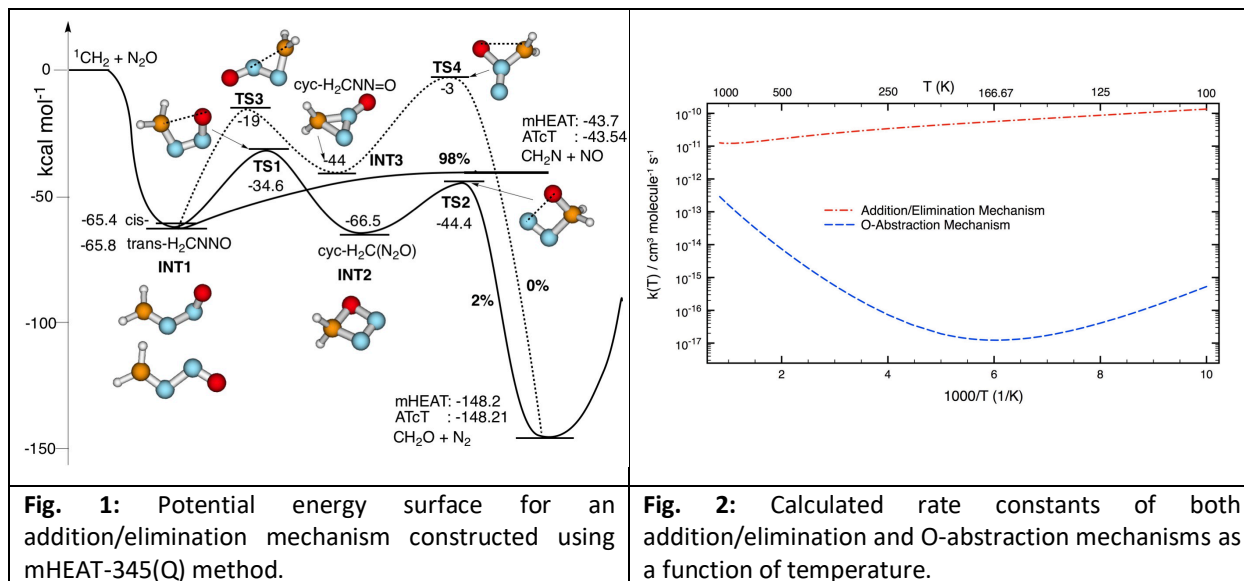 ¹CH₂ + N₂O
0
-50
-100
-150
kcal mol⁻¹
TS3
-19
cyc-H₂CNN=O
TS4
-3
mHEAT: -43.7
ATcT : -43.54
CH₂N + NO
-44
INT3
TS1
-34.6
98%
TS2
-44.4
-65.4 cis-
-65.8 trans-H₂CNNO
INT1
-66.5
cyc-H₂C(N₂O)
INT2
2%
0%
mHEAT: -148.2
ATcT : -148.21
CH₂O + N₂
T (K)
1000 500 250 166.67 125 100
10⁻¹⁰
10⁻¹¹
10⁻¹²
10⁻¹³
10⁻¹⁴
10⁻¹⁵
10⁻¹⁶
10⁻¹⁷
k(T) / cm³ molecule⁻¹ s⁻¹
Addition/Elimination Mechanism
O-Abstraction Mechanism
2 4 6 8 10
1000/T (1/K)
Fig. 1: Potential energy surface for an
addition/elimination mechanism constructed using
mHEAT-345(Q) method.
Fig. 2: Calculated rate constants of both
addition/elimination and O-abstraction mechanisms as
a function of temperature.